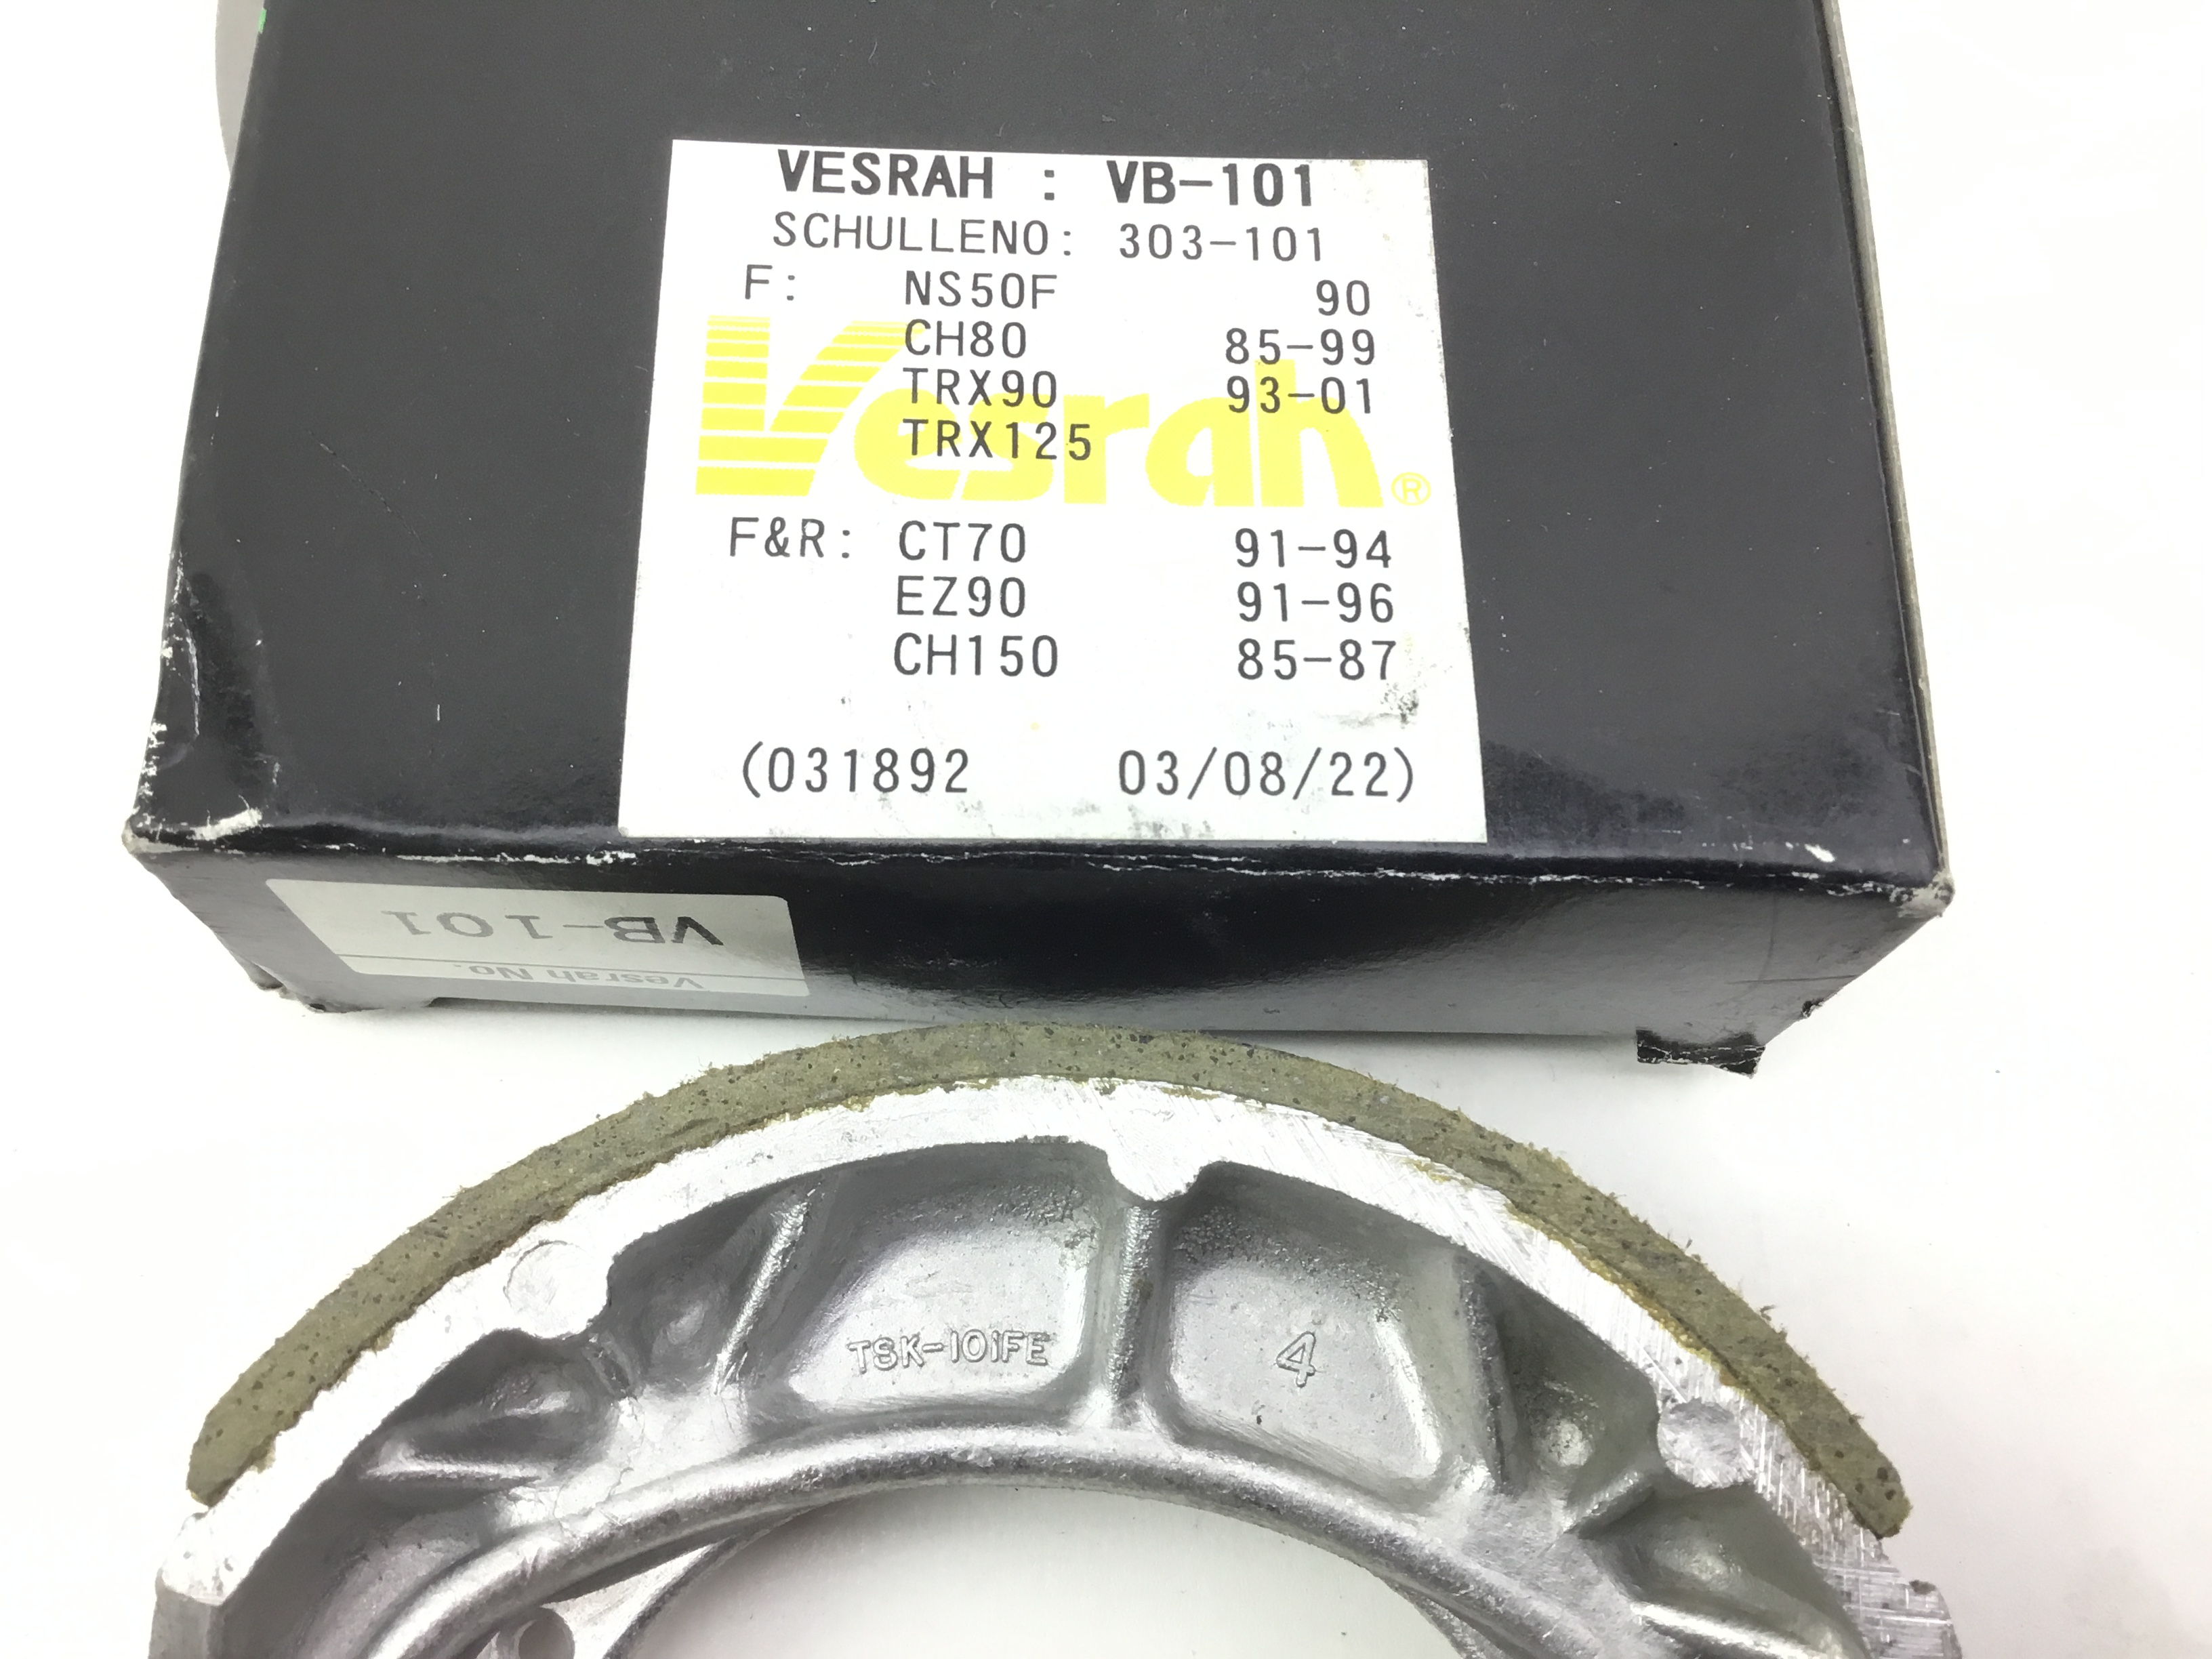 VESRAH : VB-101
SCHULLENO: 303-101
F: NS50F 90
CH80 85-99
TRX90 93-01
TRX125
Vesrah®
F&R: CT70 91-94
EZ90 91-96
CH150 85-87
(031892 03/08/22)
Vesrah No.
VB-101
TSK-101FE
4